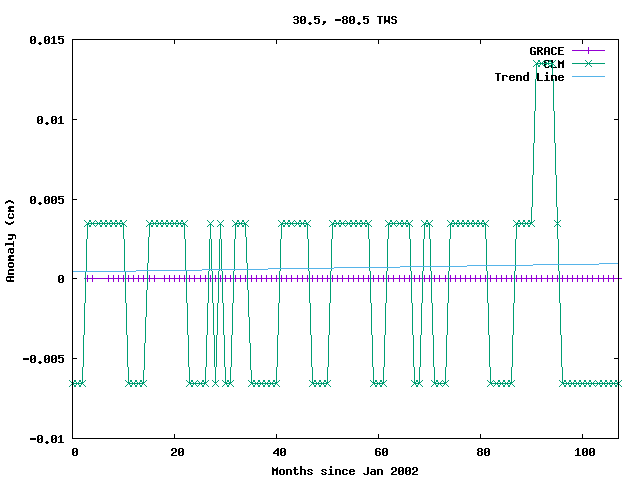 30.5, -80.5 TWS
0.015
0.01
0.005
0
-0.005
-0.01
Anomaly (cm)
GRACE
CLM
Trend Line
0 20 40 60 80 100
Months since Jan 2002